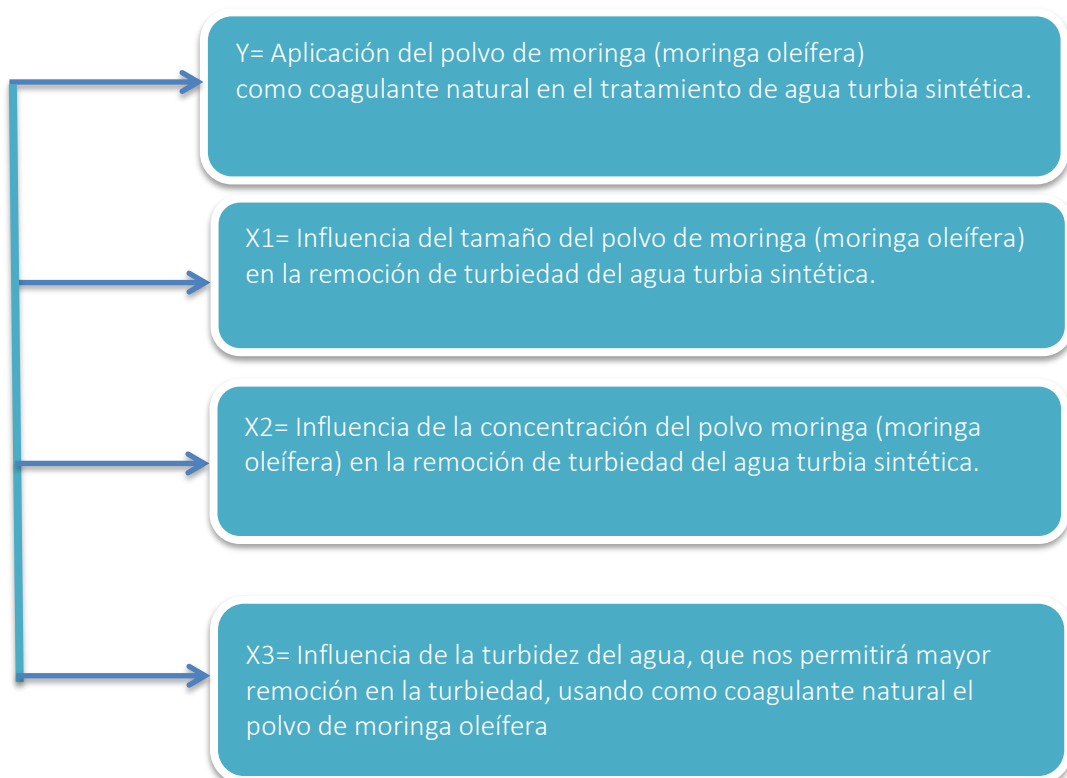 Y= Aplicación del polvo de moringa (moringa oleífera)
como coagulante natural en el tratamiento de agua turbia sintética.
X1= Influencia del tamaño del polvo de moringa (moringa oleífera)
en la remoción de turbiedad del agua turbia sintética.
X2= Influencia de la concentración del polvo moringa (moringa
oleífera) en la remoción de turbiedad del agua turbia sintética.
X3= Influencia de la turbidez del agua, que nos permitirá mayor
remoción en la turbiedad, usando como coagulante natural el
polvo de moringa oleífera